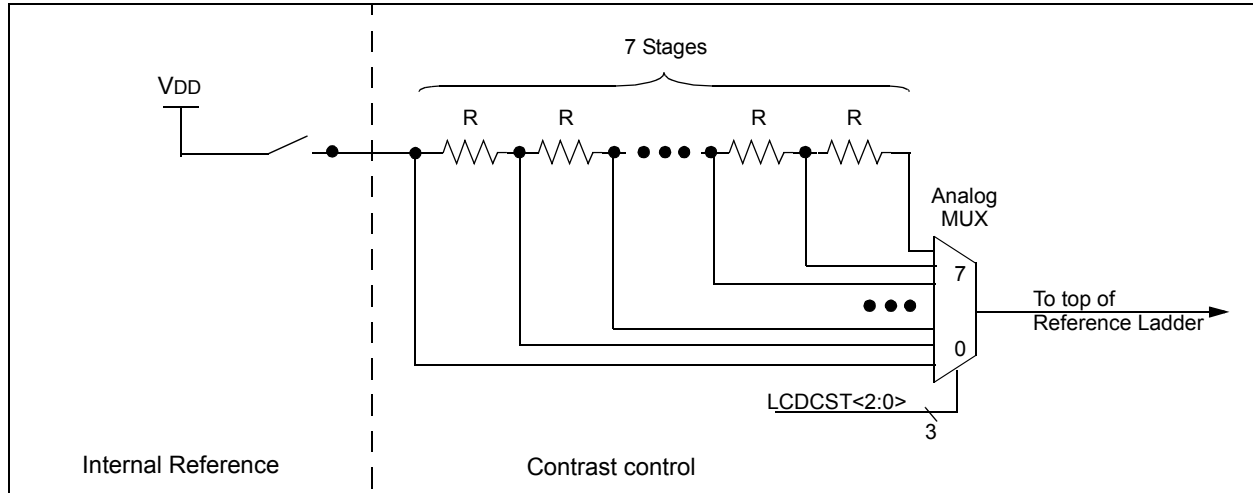 7 Stages
VDD
R R R R
Analog
MUX
7
To top of
Reference Ladder
0
LCDCST<2:0>
3
Internal Reference
Contrast control